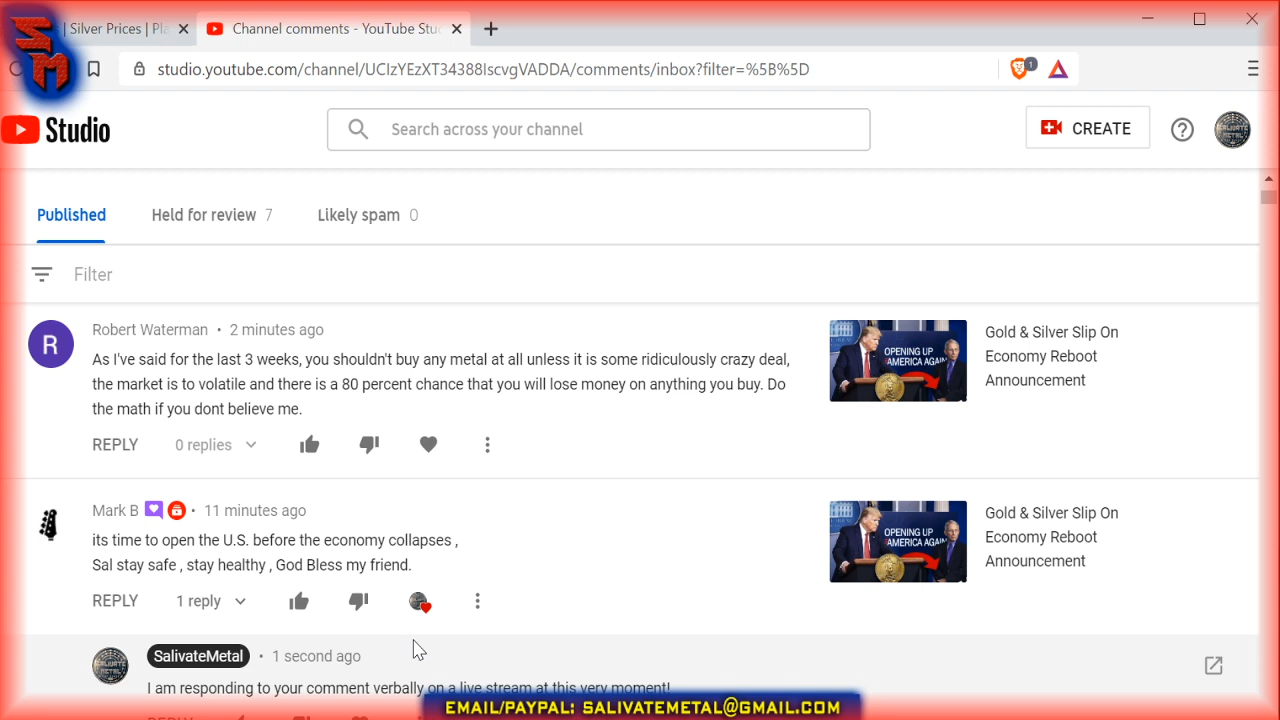 | Silver Prices | Pla
Channel comments - YouTube Stud
SM
studio.youtube.com/channel/UCIzYEzXT34388IscvgVADDA/comments/inbox?filter=%5B%5D
1
Studio
Search across your channel
CREATE
Published
Held for review 7
Likely spam 0
Filter
R
Robert Waterman • 2 minutes ago
As I've said for the last 3 weeks, you shouldn't buy any metal at all unless it is some ridiculously crazy deal,
the market is to volatile and there is a 80 percent chance that you will lose money on anything you buy. Do
the math if you dont believe me.
REPLY
0 replies
OPENING UP
AMERICA AGAIN
Gold & Silver Slip On
Economy Reboot
Announcement
Mark B • 11 minutes ago
its time to open the U.S. before the economy collapses ,
Sal stay safe , stay healthy , God Bless my friend.
REPLY
1 reply
OPENING UP
AMERICA AGAIN
Gold & Silver Slip On
Economy Reboot
Announcement
SalivateMetal • 1 second ago
I am responding to your comment verbally on a live stream at this very moment!
EMAIL/PAYPAL: SALIVATEMETAL@GMAIL.COM